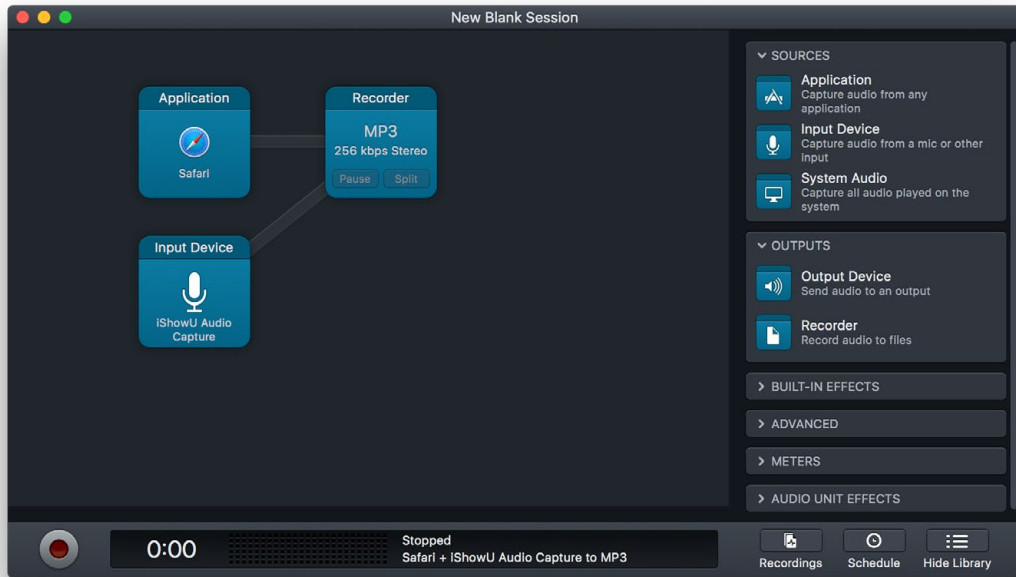 New Blank Session
Application
Safari
Recorder
MP3
256 kbps Stereo
Pause
Split
Input Device
iShowU Audio
Capture
SOURCES
Application
Capture audio from any
application
Input Device
Capture audio from a mic or other
input
System Audio
Capture all audio played on the
system
OUTPUTS
Output Device
Send audio to an output
Recorder
Record audio to files
BUILT-IN EFFECTS
ADVANCED
METERS
AUDIO UNIT EFFECTS
0:00
Stopped
Safari + iShowU Audio Capture to MP3
Recordings
Schedule
Hide Library